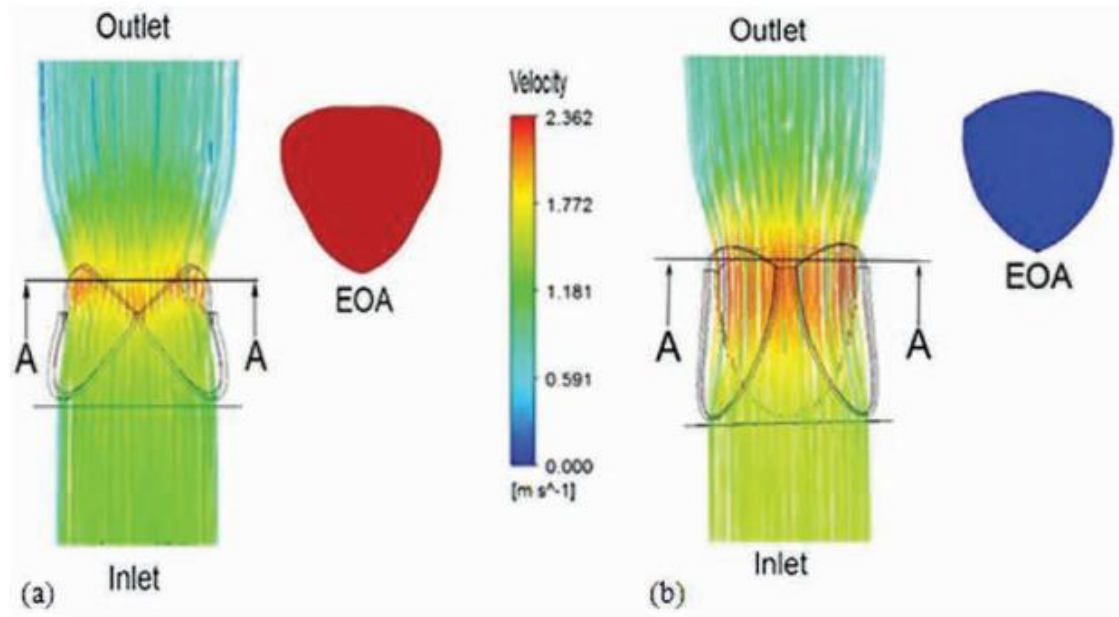 Outlet
EOA
A
A
Inlet
(a)
Velocity
2.362
1.772
1.181
0.591
0.000
[m s^-1]
Outlet
EOA
A
A
Inlet
(b)